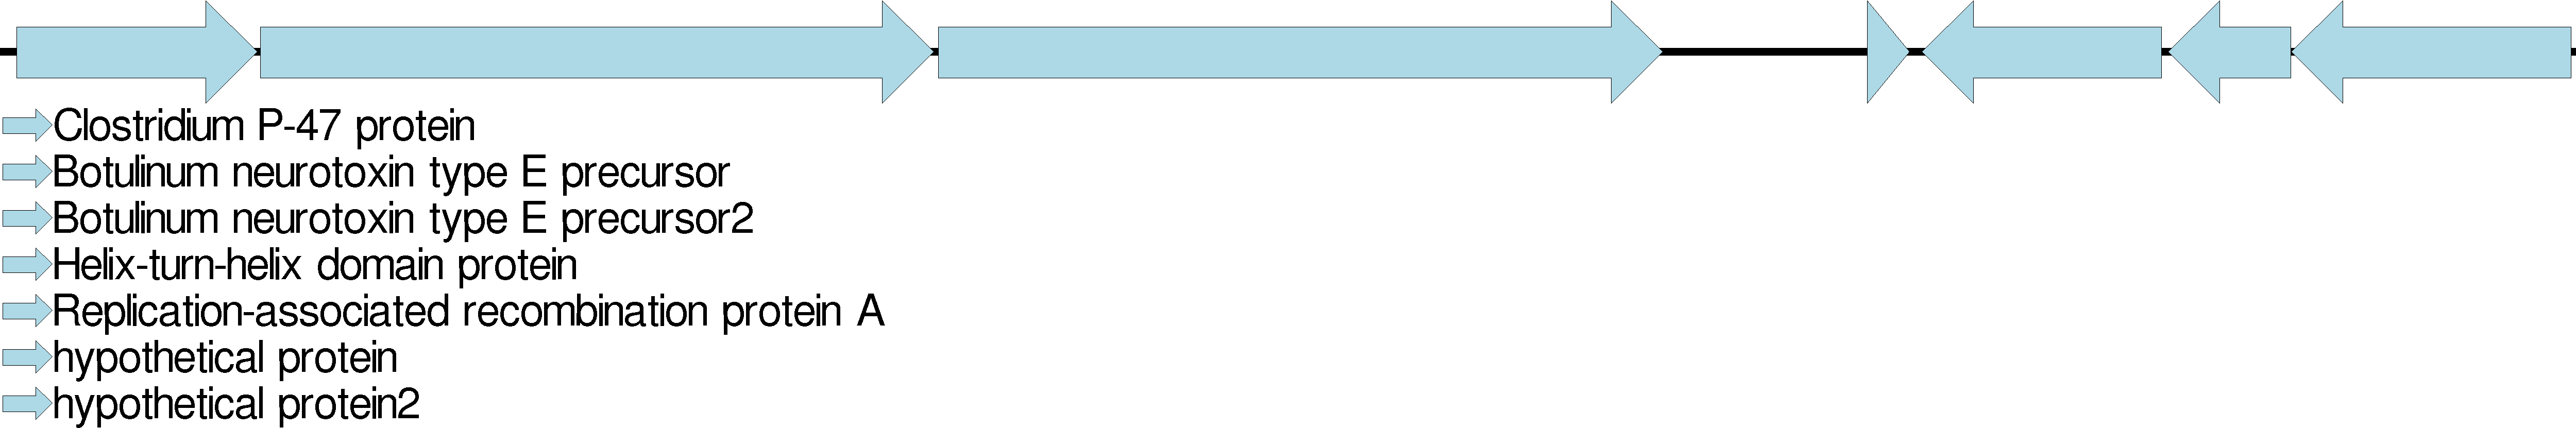 Clostridium P-47 protein
Botulinum neurotoxin type E precursor
Botulinum neurotoxin type E precursor2
Helix-turn-helix domain protein
Replication-associated recombination protein A
hypothetical protein
hypothetical protein2